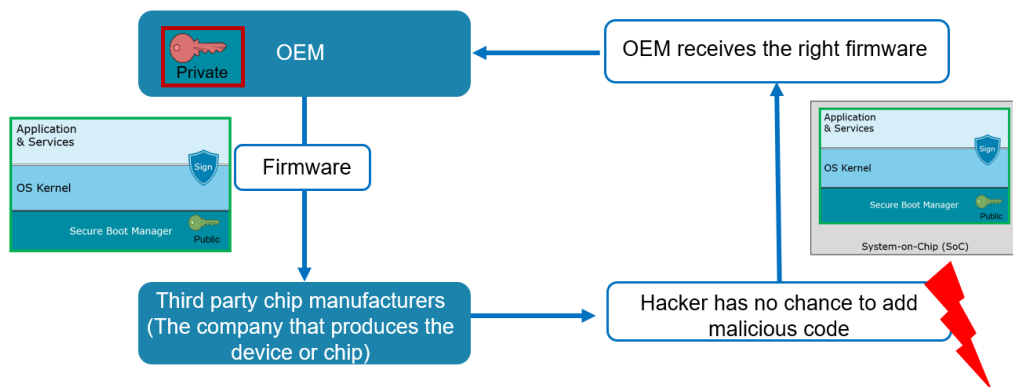 OEM
Private
OEM receives the right firmware
Application
& Services
Sign
OS Kernel
Secure Boot Manager
Public
Firmware
Application
& Services
Sign
OS Kernel
Secure Boot Manager
Public
System-on-Chip (SoC)
Third party chip manufacturers
(The company that produces the
device or chip)
Hacker has no chance to add
malicious code